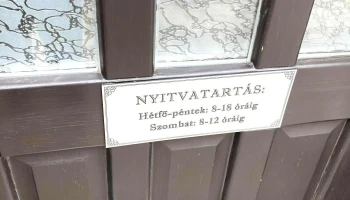 NYITVATARTÁS:
Hétfő-péntek: 8-18 óráig
Szombat: 8-12 óráig